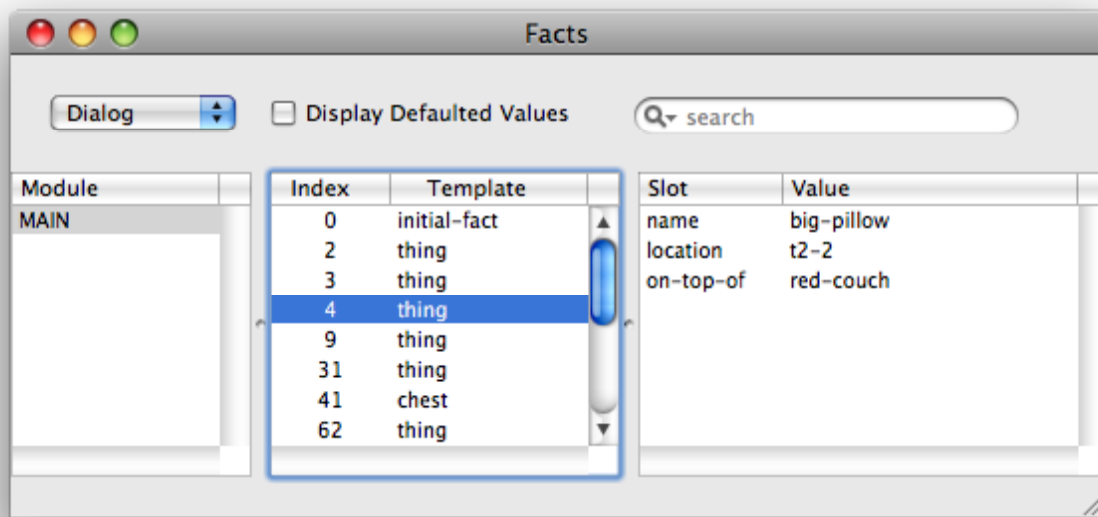 Facts
Dialog Display Defaulted Values search
Module Index Template Slot Value
MAIN 0 initial-fact name big-pillow
2 thing location t2-2
3 thing on-top-of red-couch
4 thing
9 thing
31 thing
41 chest
62 thing